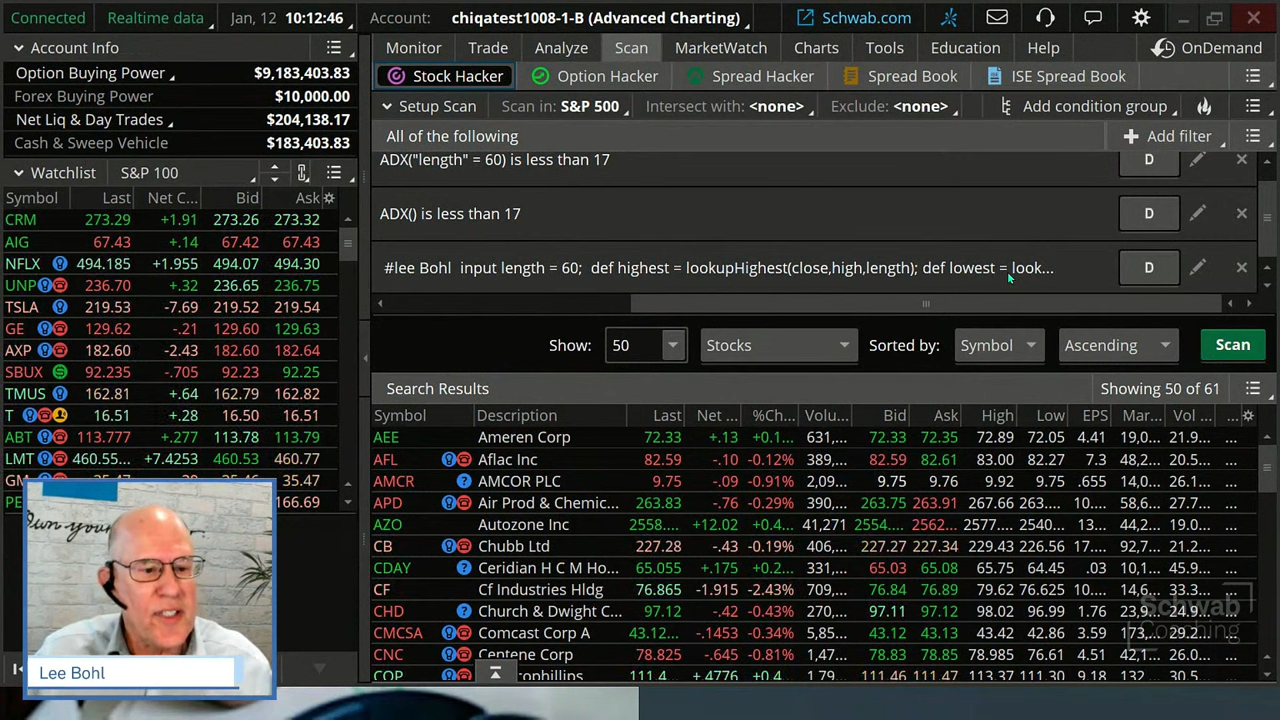 Connected Realtime data Jan, 12 10:12:46 Account: chiqatest1008-1-B (Advanced Charting) Schwab.com
Account Info
Option Buying Power $9,183,403.83
Forex Buying Power $10,000.00
Net Liq & Day Trades $204,138.17
Cash & Sweep Vehicle $183,403.83
Watchlist S&P 100
Symbol Last Net C... Bid Ask
CRM 273.29 +1.91 273.26 273.32
AIG 67.43 +.14 67.42 67.43
NFLX 494.185 +1.955 494.07 494.30
UNP 236.70 +.32 236.65 236.75
TSLA 219.53 -7.69 219.52 219.54
GE 129.62 -.21 129.60 129.63
AXP 182.60 -2.43 182.60 182.64
SBUX 92.235 -.705 92.23 92.25
TMUS 162.81 +.64 162.79 162.82
T 16.51 +.28 16.50 16.51
ABT 113.777 +.277 113.78 113.79
LMT 460.55... +7.4253 460.53 460.77
166.69
Own your
Lee Bohl
Monitor Trade Analyze Scan MarketWatch Charts Tools Education Help OnDemand
Stock Hacker Option Hacker Spread Hacker Spread Book ISE Spread Book
Setup Scan Scan in: S&P 500 Intersect with: <none> Exclude: <none> Add condition group
All of the following Add filter
ADX("length" = 60) is less than 17 D
ADX() is less than 17 D
#lee Bohl input length = 60; def highest = lookupHighest(close,high,length); def lowest = look... D
Show: 50 Stocks Sorted by: Symbol Ascending Scan
Search Results Showing 50 of 61
Symbol Description Last Net ... %Ch... Volu... Bid Ask High Low EPS Mar... Vol ... ...
AEE Ameren Corp 72.33 +.13 +0.1... 631,... 72.33 72.35 72.89 72.05 4.41 19,0... 21.9... ...
AFL Aflac Inc 82.59 -.10 -0.12% 389,... 82.59 82.61 83.00 82.27 7.3 48,2... 20.5... ...
AMCR AMCOR PLC 9.75 -.09 -0.91% 2,09... 9.75 9.76 9.92 9.75 .655 14,0... 26.1... ...
APD Air Prod & Chemic... 263.83 -.76 -0.29% 390,... 263.75 263.91 266.... 263.... 10... 58,6... 27.7... ...
AZO Autozone Inc 2558.... +12.02 +0.4... 41,271 2554.... 2562... 2577.... 2540... 13... 44,2... 19.0... ...
CB Chubb Ltd 227.28 -.43 -0.19% 406,... 227.27 227.34 229.43 226.56 17.... 92,7... 21.2... ...
CDAY Ceridian H C M Ho... 65.055 +.175 +0.2... 331,... 65.03 65.08 65.75 64.45 .03 10,1... 45.9... ...
CF Cf Industries Hldg 76.865 -1.915 -2.43% 709,... 76.84 76.89 79.62 76.75 14,6... 33.3... ...
CHD Church & Dwight C... 97.12 -.42 -0.43% 270,... 97.11 97.12 98.02 96.99 1.76 23,9... ...
CMCSA Comcast Corp A 43.12... -.1453 -0.34% 5,85... 43.12 43.13 43.42 42.86 3.59 173,... 29.2... ...
CNC Centene Corp 78.825 -.645 -0.81% 1,47... 78.83 78.85 78.985 74.61 42,1... ...
COP 111.4... +.4776 +0.4... 111.46 111.48 113.37 9.18 132... 30.5... ...
Schwab
Coaching